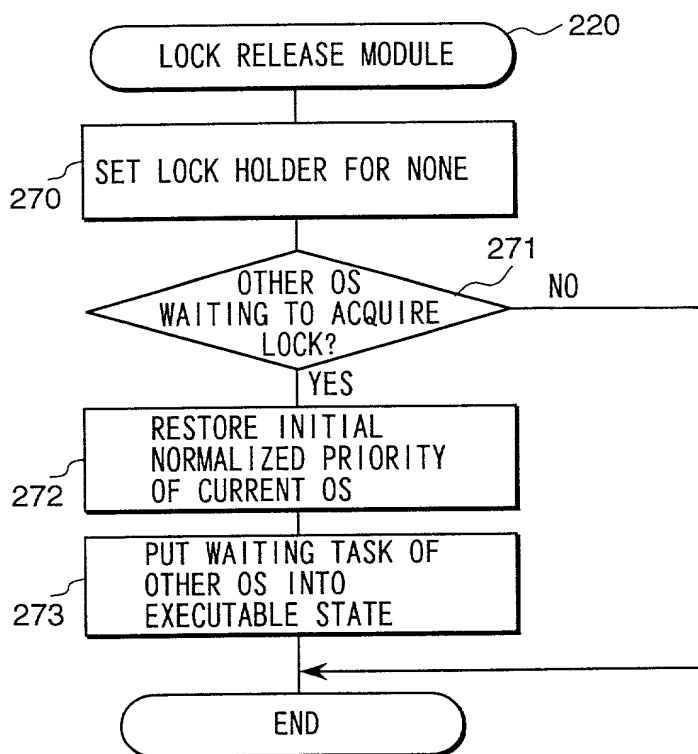 LOCK RELEASE MODULE
220
SET LOCK HOLDER FOR NONE
270
271
OTHER OS
WAITING TO ACQUIRE
LOCK?
NO
YES
RESTORE INITIAL
NORMALIZED PRIORITY
OF CURRENT OS
272
PUT WAITING TASK OF
OTHER OS INTO
EXECUTABLE STATE
273
END